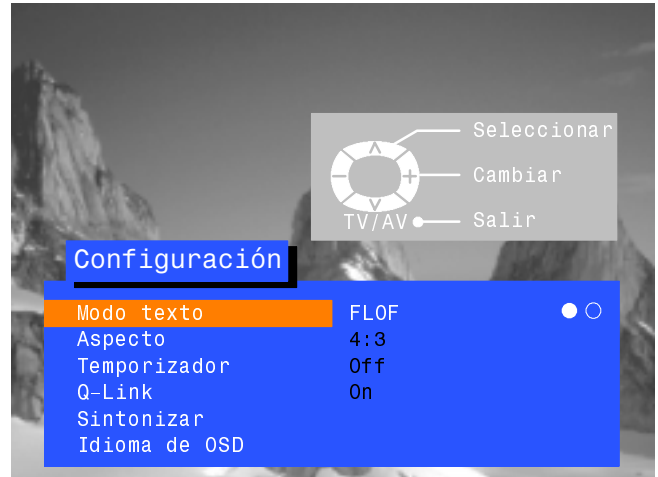 Seleccionar
Cambiar
TV/AV Salir
Configuración
Modo texto FLOF
Aspecto 4:3
Temporizador Off
Q-Link On
Sintonizar
Idioma de OSD